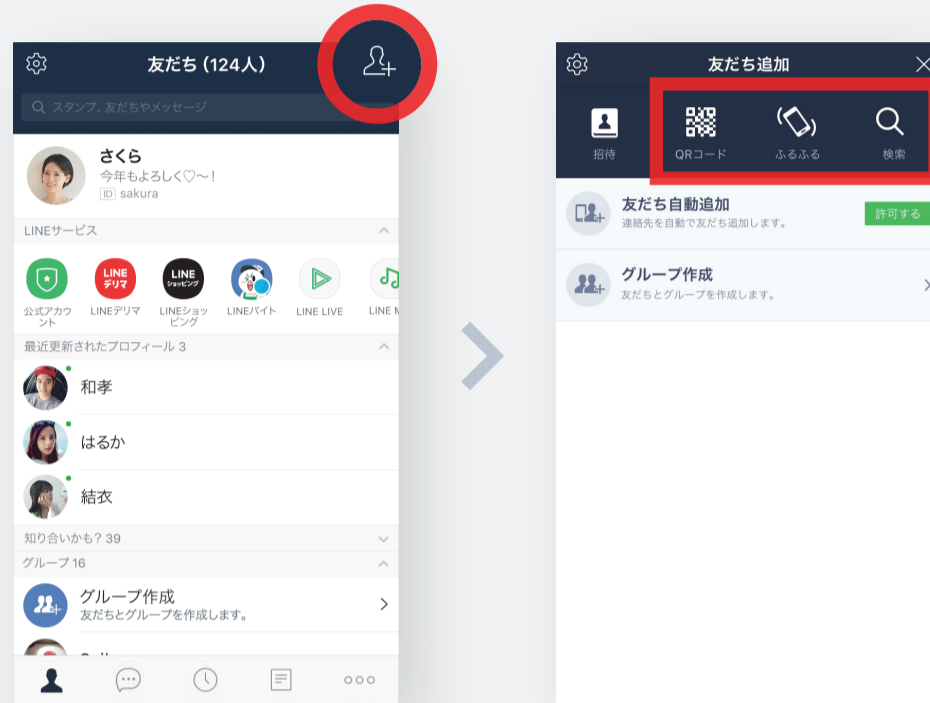 友だち (124人)
スタンプ、友だちやメッセージ
さくら
今年もよろしく♡〜！
ID sakura
LINEサービス
LINE
デリマ
LINE
ショッピング
公式アカウ
ント
LINEデリマ
LINEショッ
ピング
LINEバイト
LINE LIVE
LINE M
最近更新されたプロフィール 3
和孝
はるか
結衣
知り合いかも? 39
グループ 16
グループ作成
友だちとグループを作成します。
友だち追加
招待
QRコード
ふるふる
検索
友だち自動追加
連絡先を自動で友だち追加します。
許可する
グループ作成
友だちとグループを作成します。